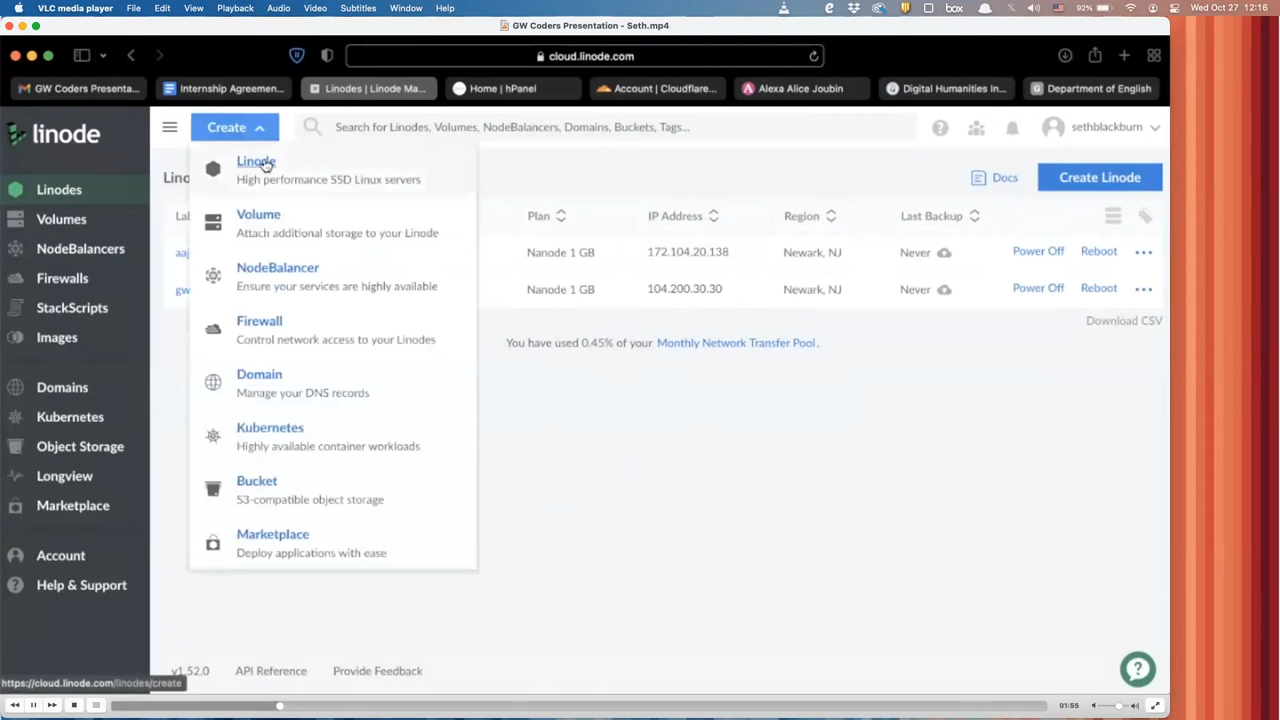 VLC media player File Edit View Playback Audio Video Subtitles Window Help 92% Wed Oct 27 12:16
GW Coders Presentation - Seth.mp4
cloud.linode.com
GW Coders Presenta... Internship Agreemen... Linodes | Linode Ma... Home | hPanel Account | Cloudflare... Alexa Alice Joubin Digital Humanities In... Department of English
linode
Create
Search for Linodes, Volumes, NodeBalancers, Domains, Buckets, Tags...
sethblackburn
Linodes
Volumes
NodeBalancers
Firewalls
StackScripts
Images
Domains
Kubernetes
Object Storage
Longview
Marketplace
Account
Help & Support
Linode
High performance SSD Linux servers
Volume
Attach additional storage to your Linode
NodeBalancer
Ensure your services are highly available
Firewall
Control network access to your Linodes
Domain
Manage your DNS records
Kubernetes
Highly available container workloads
Bucket
S3-compatible object storage
Marketplace
Deploy applications with ease
Lino
Docs
Create Linode
Lab Plan IP Address Region Last Backup
aaj Nanode 1 GB 172.104.20.138 Newark, NJ Never Power Off Reboot ...
gw Nanode 1 GB 104.200.30.30 Newark, NJ Never Power Off Reboot ...
Download CSV
You have used 0.45% of your Monthly Network Transfer Pool.
v1.52.0 API Reference Provide Feedback
https://cloud.linode.com/linodes/create
01:55